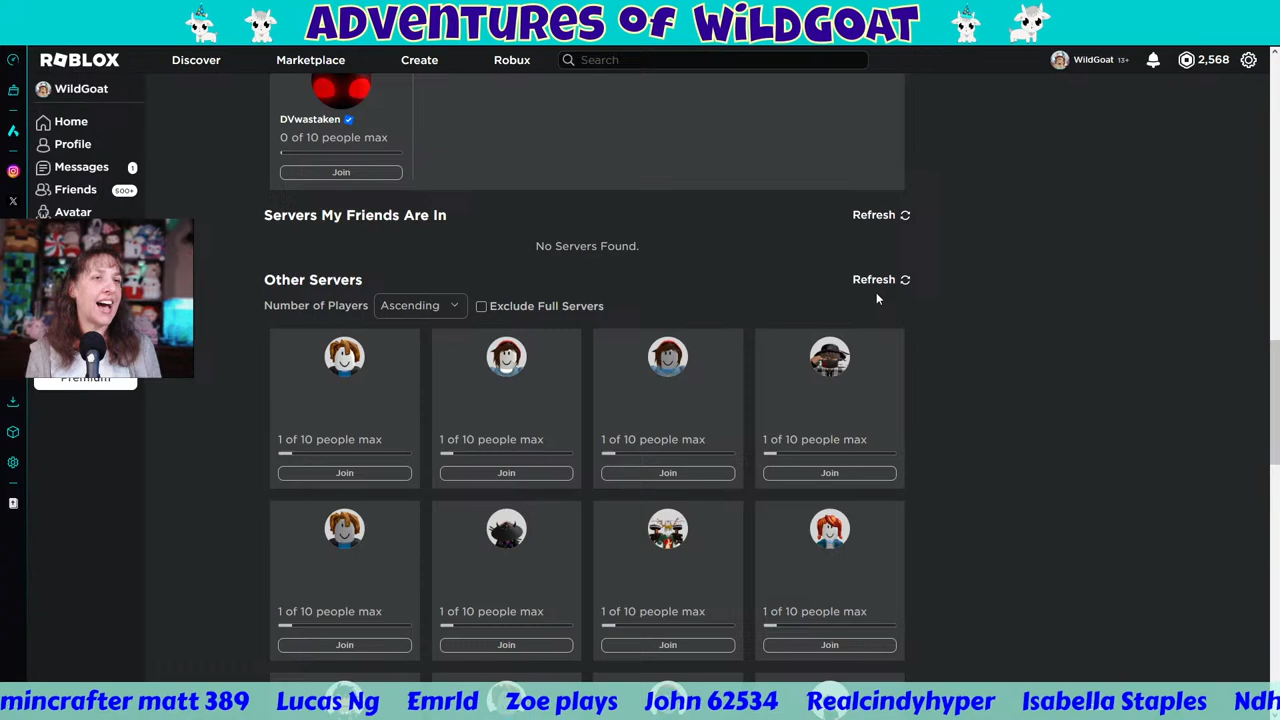 ADVENTURES OF WiLDGOAT
ROBLOX
Discover
Marketplace
Create
Robux
Search
WildGoat 13+
2,568
WildGoat
Home
Profile
Messages 1
Friends 500+
Avatar
DVwastaken
0 of 10 people max
Join
Servers My Friends Are In
Refresh
No Servers Found.
Other Servers
Refresh
Number of Players
Ascending
Exclude Full Servers
1 of 10 people max
1 of 10 people max
1 of 10 people max
1 of 10 people max
Join
Join
Join
Join
1 of 10 people max
1 of 10 people max
1 of 10 people max
1 of 10 people max
Join
Join
Join
Join
Premium
mincrafter matt 389 Lucas Ng Emrld Zoe plays John 62534 Realcindyhyper Isabella Staples Ndh